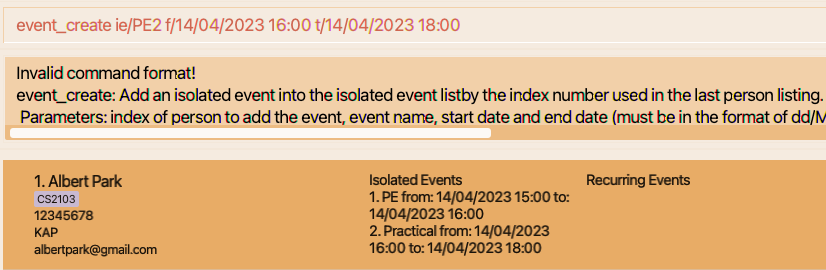 event_create ie/PE2 f/14/04/2023 16:00 t/14/04/2023 18:00
Invalid command format!
event_create: Add an isolated event into the isolated event listby the index number used in the last person listing.
Parameters: index of person to add the event, event name, start date and end date (must be in the format of dd/M
1. Albert Park
CS2103
12345678
KAP
albertpark@gmail.com
Isolated Events
1. PE from: 14/04/2023 15:00 to:
14/04/2023 16:00
2. Practical from: 14/04/2023
16:00 to: 14/04/2023 18:00
Recurring Events